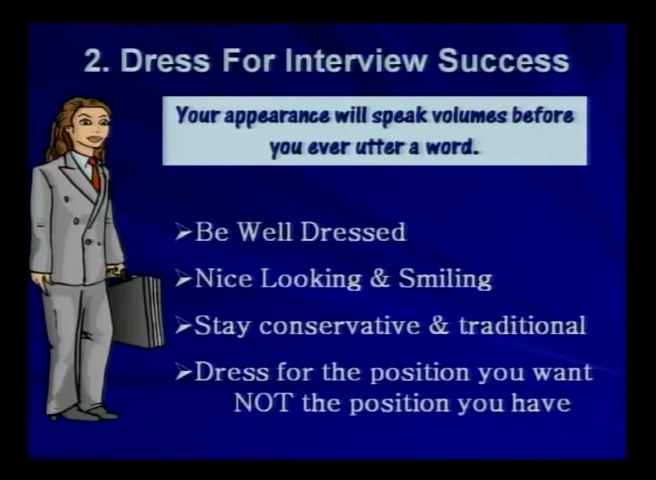 2. Dress For Interview Success
Your appearance will speak volumes before
you ever utter a word.
➢Be Well Dressed
➢Nice Looking & Smiling
➢Stay conservative & traditional
➢Dress for the position you want
NOT the position you have